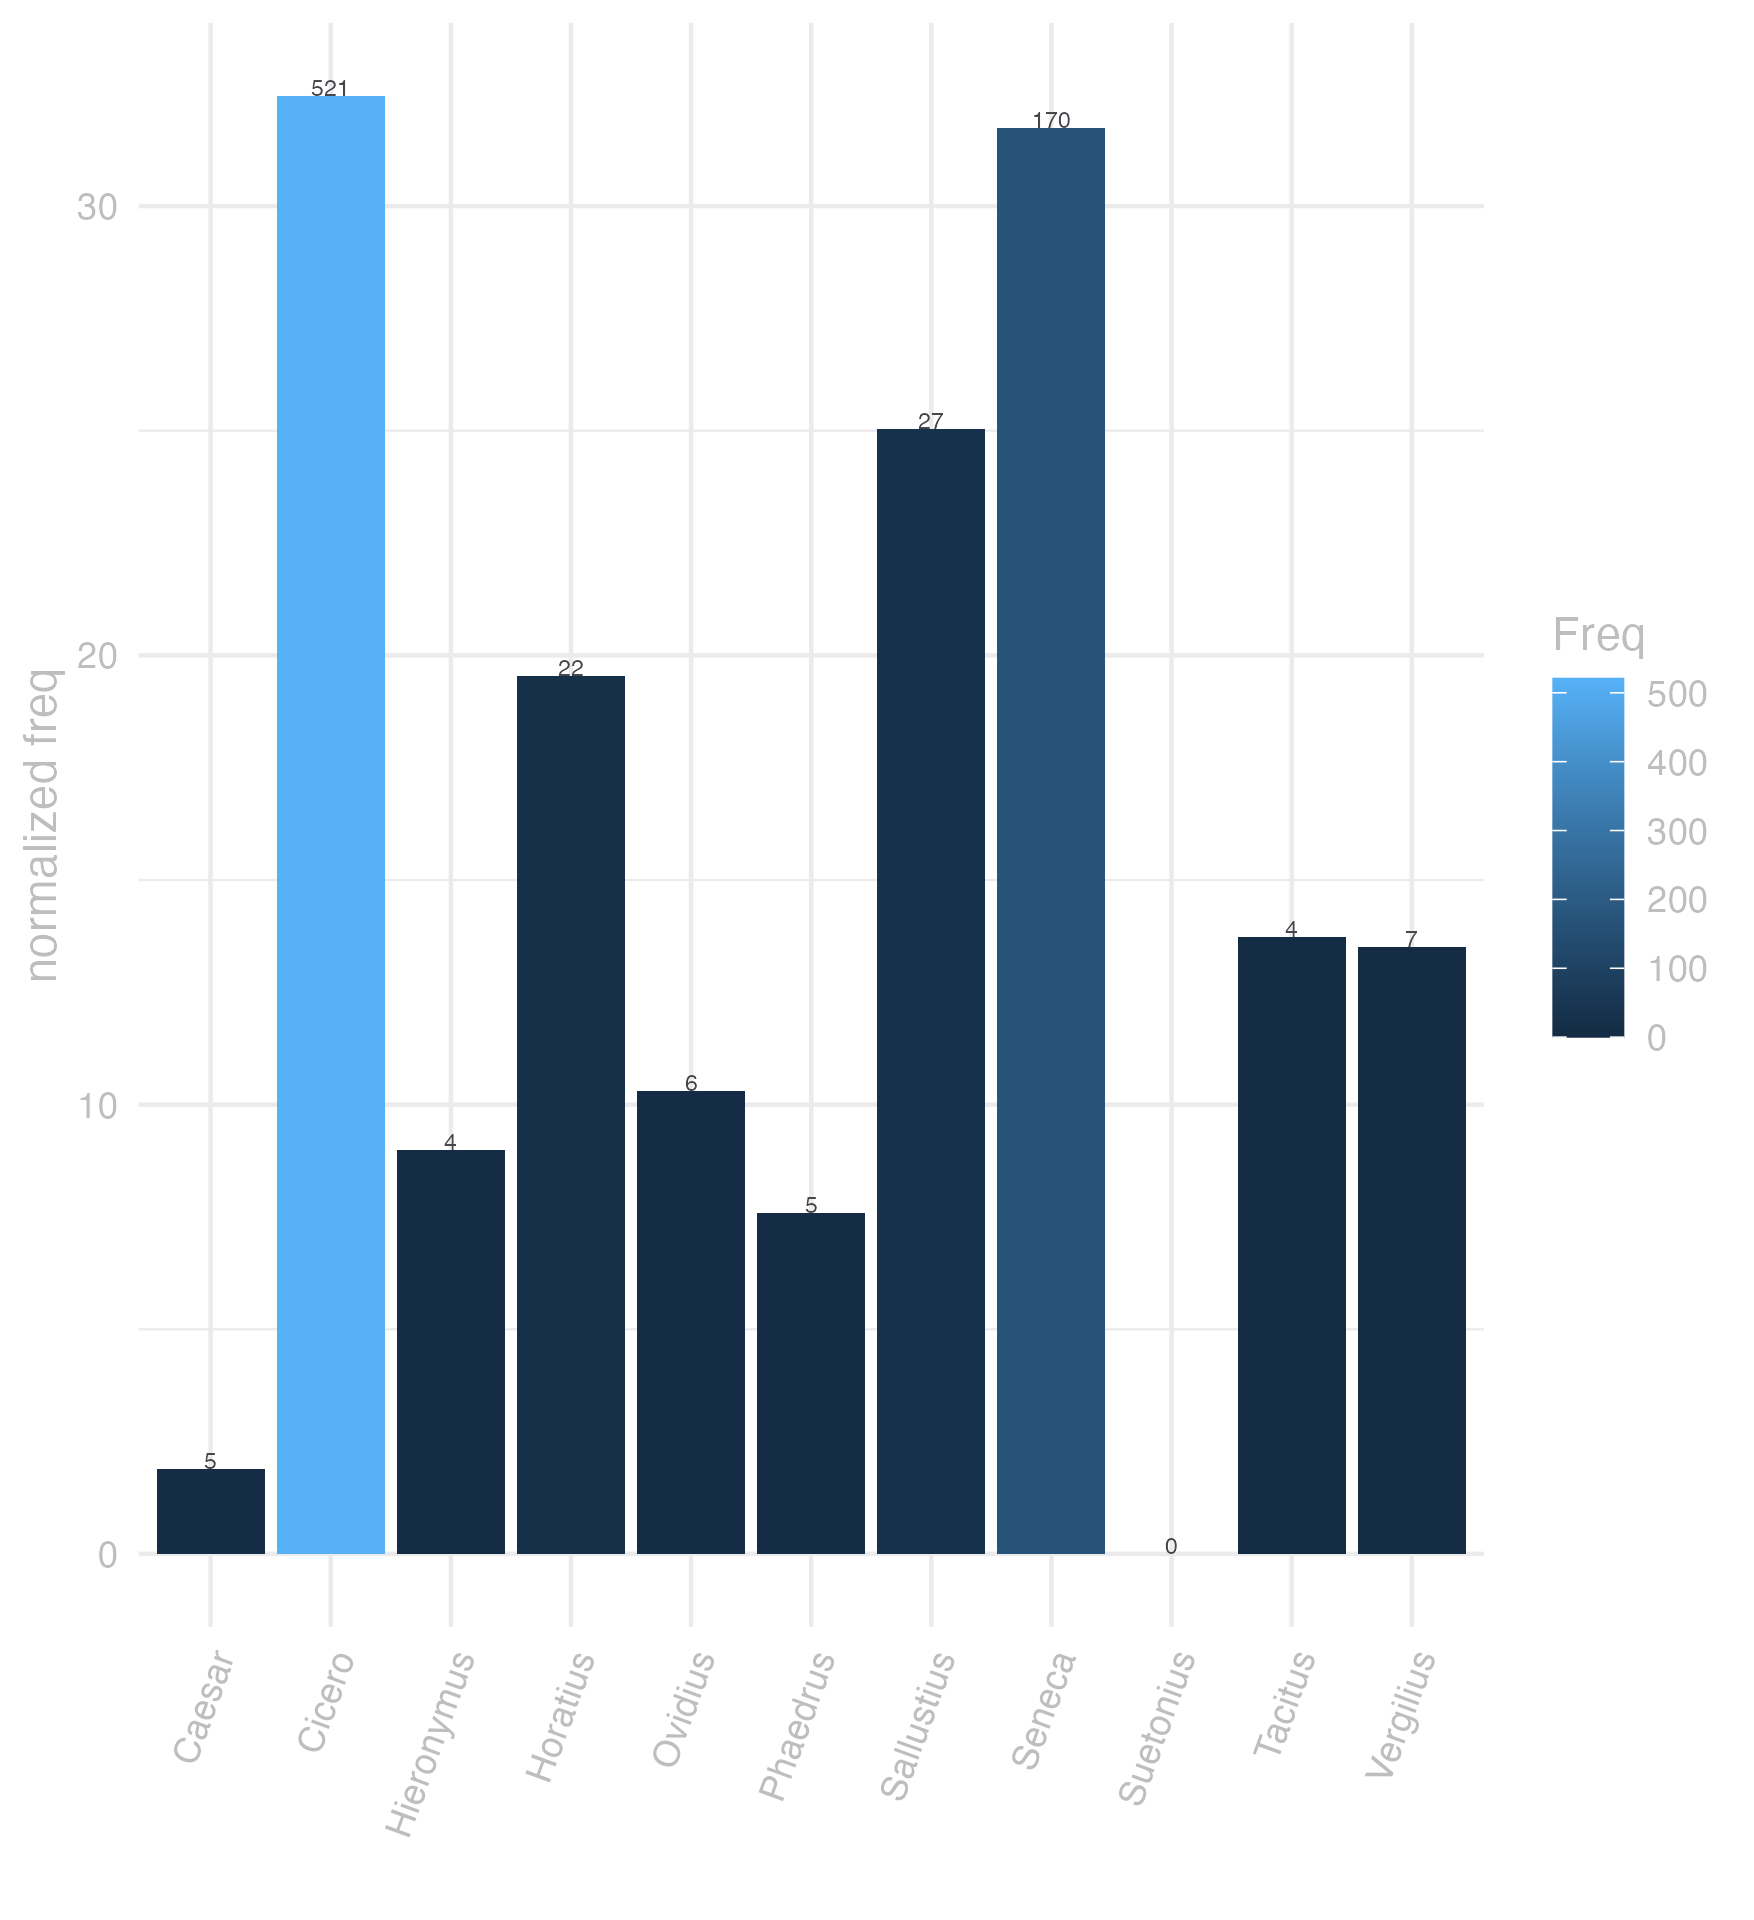 521
170
30
27
22
20
4
7
6
10
4
5
5
0
0
normalized freq
Freq
500
400
300
200
100
0
Caesar
Cicero
Hieronymus
Horatius
Ovidius
Phaedrus
Sallustius
Seneca
Suetonius
Tacitus
Vergilius